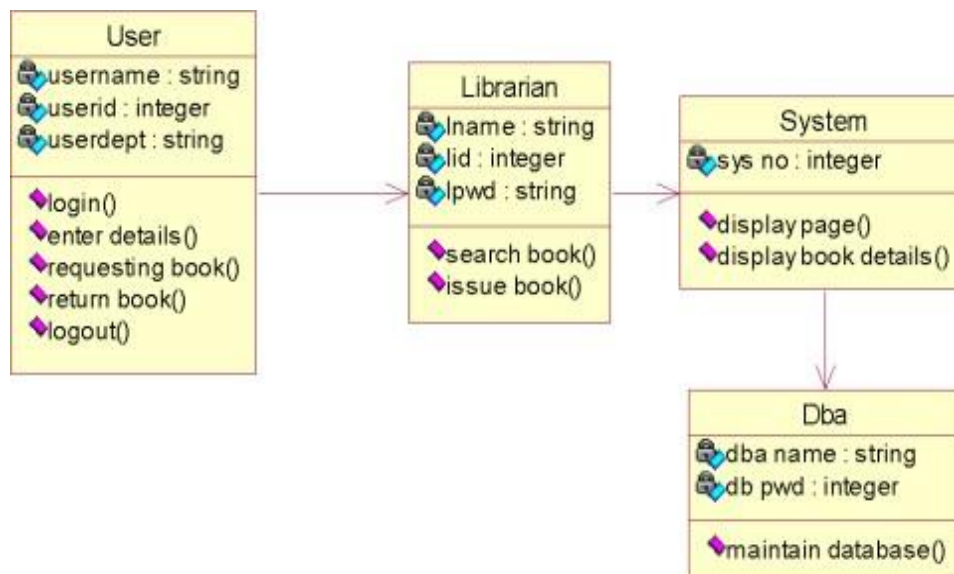 User
username : string
userid : integer
userdept : string
login()
enter details()
requesting book()
return book()
logout()
Librarian
lname : string
lid : integer
lpwd : string
search book()
issue book()
System
sys no : integer
display page()
display book details()
Dba
dba name : string
db pwd : integer
maintain database()